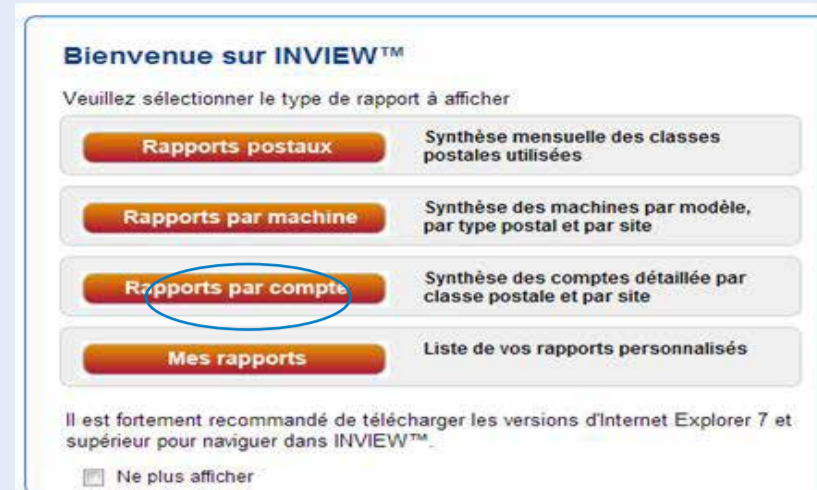 Bienvenue sur INVIEW™
Veuillez sélectionner le type de rapport à afficher
Rapports postaux
Synthèse mensuelle des classes
postales utilisées
Rapports par machine
Synthèse des machines par modèle,
par type postal et par site
Rapports par compte
Synthèse des comptes détaillée par
classe postale et par site
Mes rapports
Liste de vos rapports personnalisés
Il est fortement recommandé de télécharger les versions d'Internet Explorer 7 et
supérieur pour naviguer dans INVIEW™.
Ne plus afficher